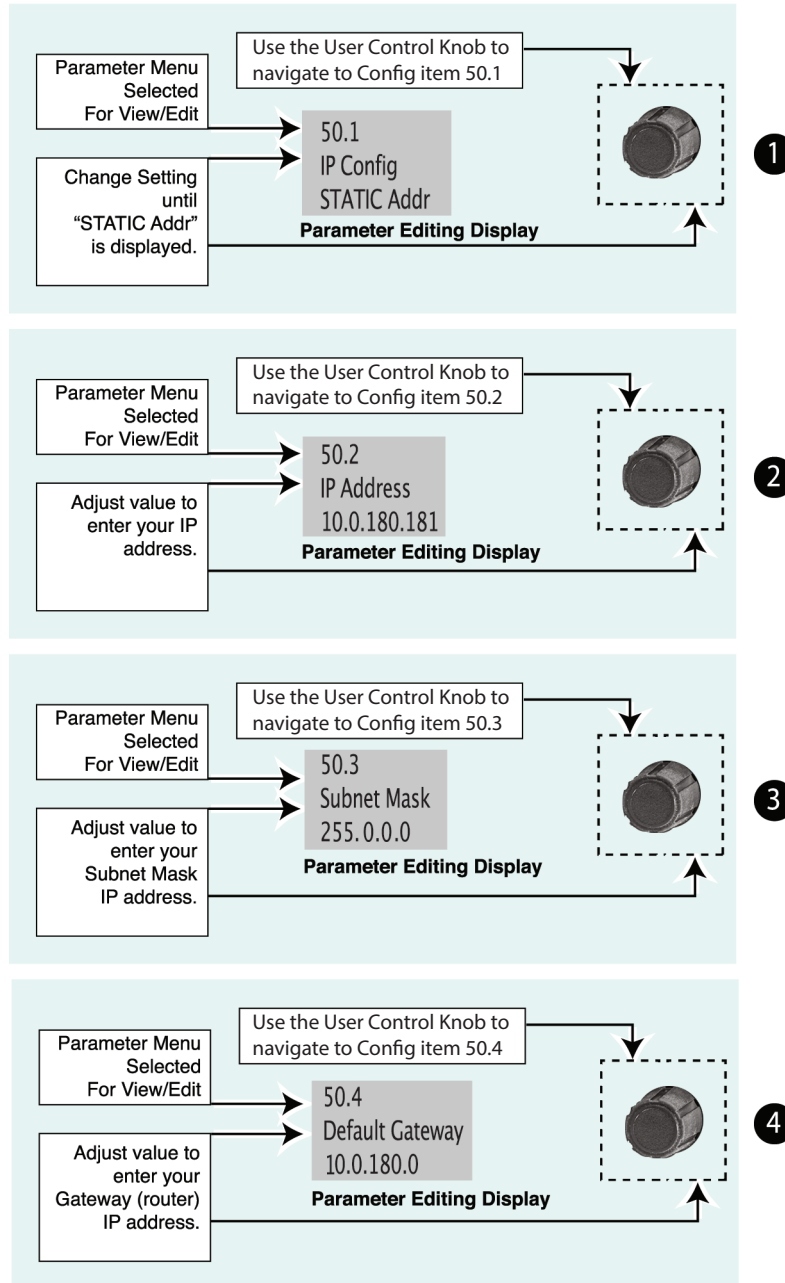 Use the User Control Knob to
navigate to Config item 50.1
Parameter Menu
Selected
For View/Edit
50.1
IP Config
STATIC Addr
Change Setting
until
“STATIC Addr”
is displayed.
Parameter Editing Display
1
Use the User Control Knob to
navigate to Config item 50.2
Parameter Menu
Selected
For View/Edit
50.2
IP Address
10.0.180.181
Adjust value to
enter your IP
address.
Parameter Editing Display
2
Use the User Control Knob to
navigate to Config item 50.3
Parameter Menu
Selected
For View/Edit
50.3
Subnet Mask
255.0.0.0
Adjust value to
enter your
Subnet Mask
IP address.
Parameter Editing Display
3
Use the User Control Knob to
navigate to Config item 50.4
Parameter Menu
Selected
For View/Edit
50.4
Default Gateway
10.0.180.0
Adjust value to
enter your
Gateway (router)
IP address.
Parameter Editing Display
4